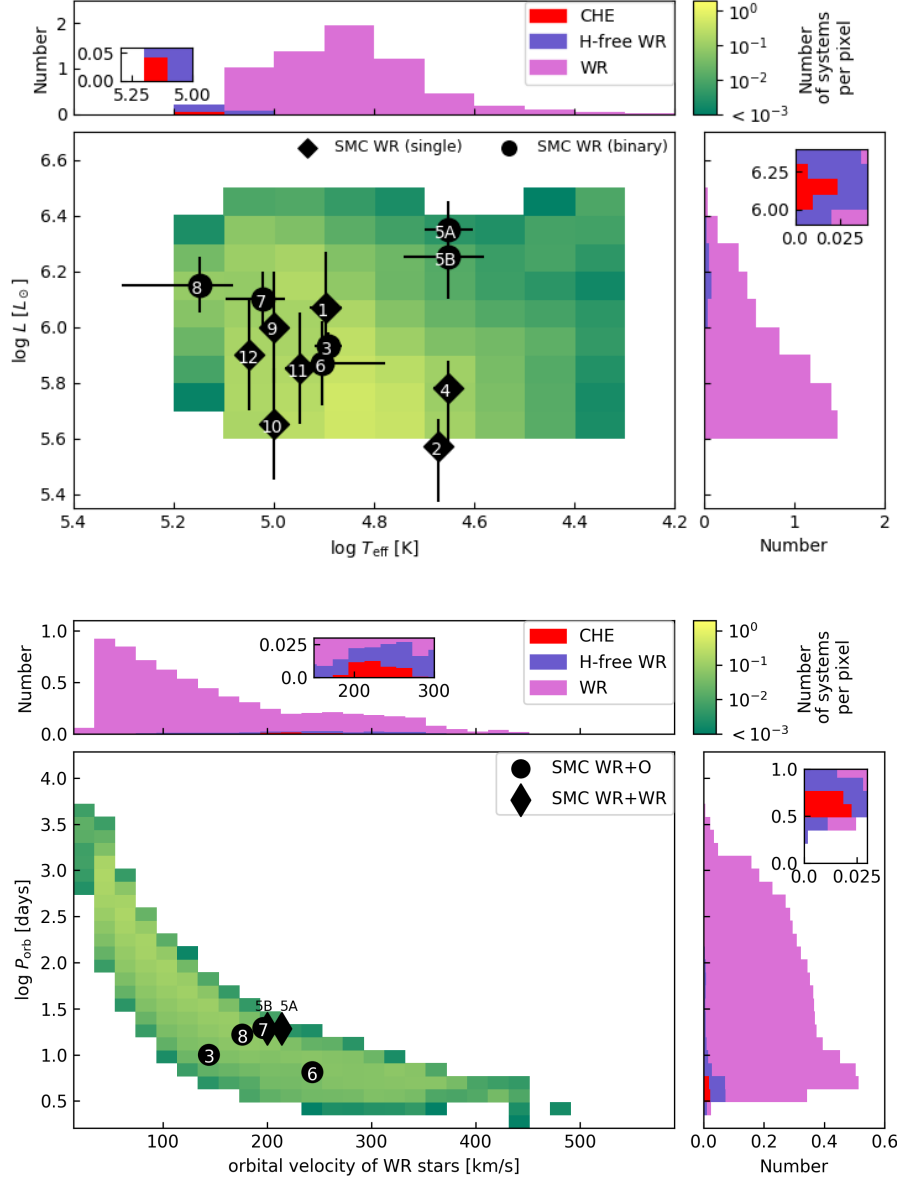 2
1
0
Number
0.05
0.00
5.25
5.00
CHE
H-free WR
WR
10⁰
10⁻¹
10⁻²
< 10⁻³
Number
of systems
per pixel
SMC WR (single)
SMC WR (binary)
6.6
6.4
6.2
6.0
5.8
5.6
5.4
log L [L⊙]
5A
5B
8
7
1
9
3
12
11
6
4
10
2
5.4
5.2
5.0
4.8
4.6
4.4
4.2
log Teff [K]
6.25
6.00
0.0
0.025
0
1
2
Number
1.0
0.5
0.0
Number
0.025
0.0
200
300
CHE
H-free WR
WR
10⁰
10⁻¹
10⁻²
< 10⁻³
Number
of systems
per pixel
SMC WR+O
SMC WR+WR
4.0
3.5
3.0
2.5
2.0
1.5
1.0
0.5
log Porb [days]
5B
5A
7
8
3
6
100
200
300
400
500
orbital velocity of WR stars [km/s]
1.0
0.5
0.0
0.0
0.025
0.0
0.2
0.4
0.6
Number